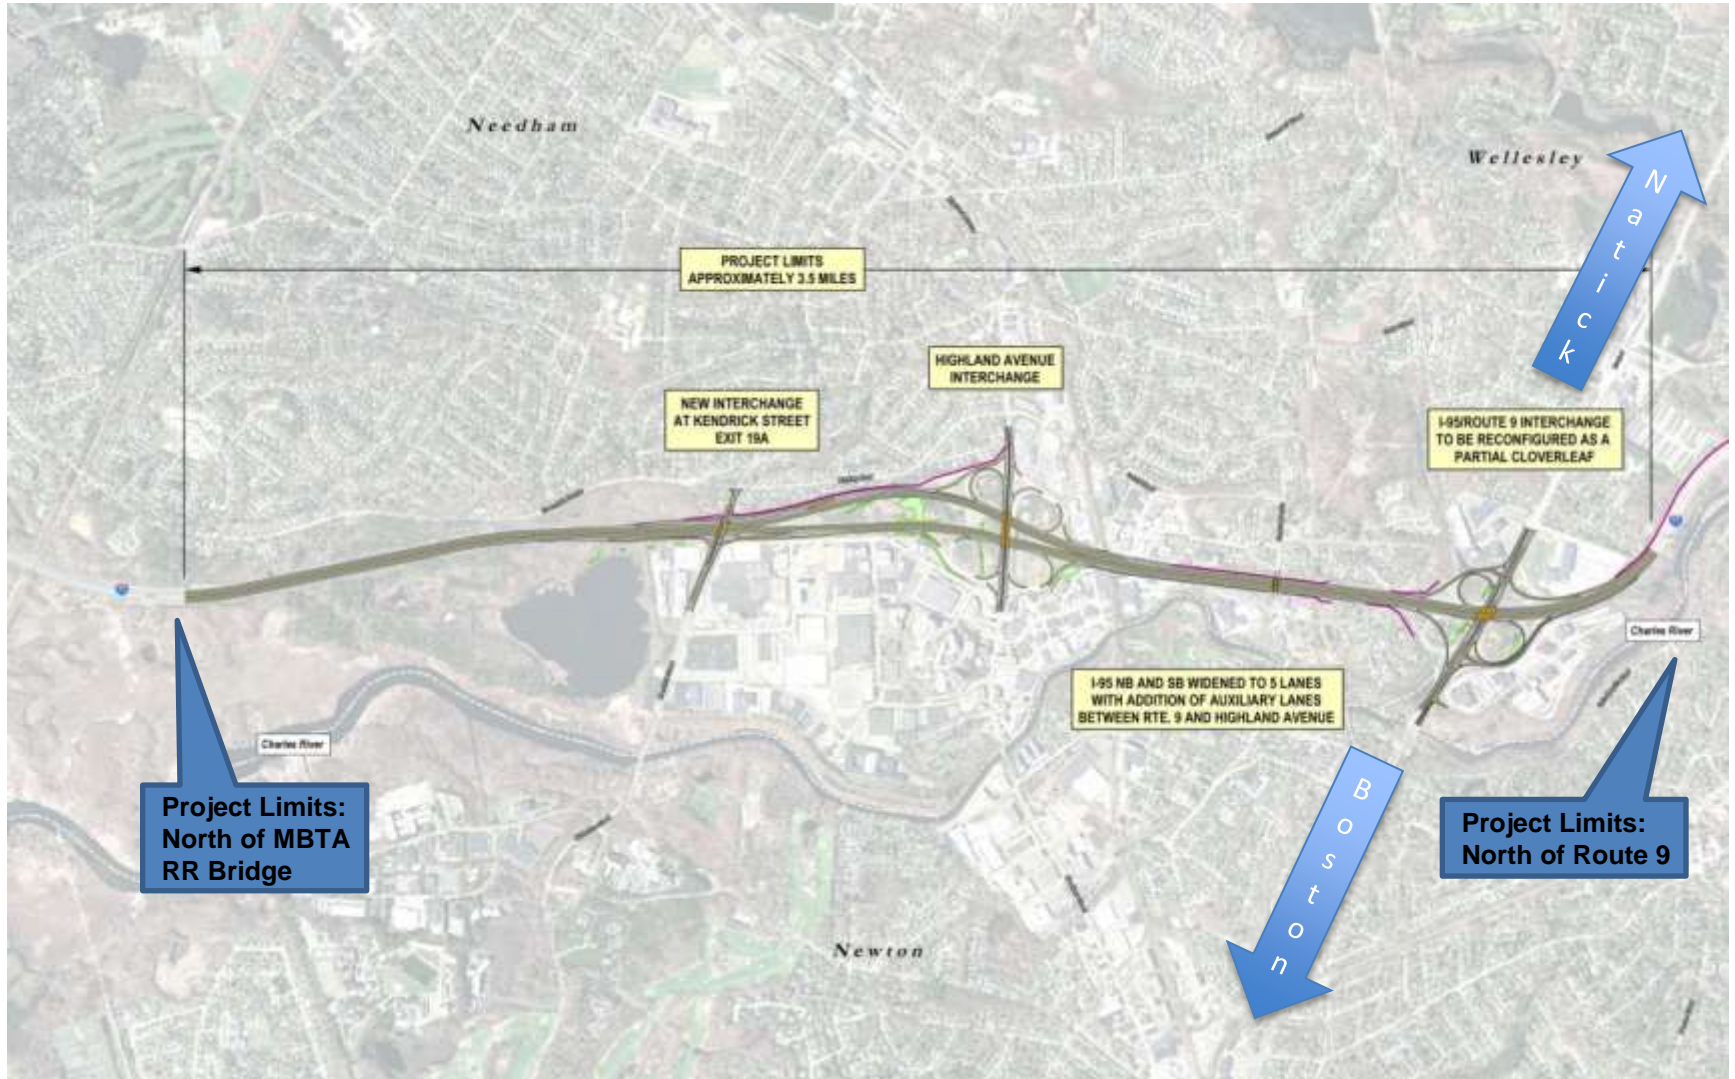 Needham
Wellesley
Natick
PROJECT LIMITS
APPROXIMATELY 3.5 MILES
HIGHLAND AVENUE
INTERCHANGE
NEW INTERCHANGE
AT KENDRICK STREET
EXIT 19A
I-95/ROUTE 9 INTERCHANGE
TO BE RECONFIGURED AS A
PARTIAL CLOVERLEAF
Charles River
I-95 NB AND SB WIDENED TO 5 LANES
WITH ADDITION OF AUXILIARY LANES
BETWEEN RTE. 9 AND HIGHLAND AVENUE
Charles River
Boston
Project Limits:
North of MBTA
RR Bridge
Project Limits:
North of Route 9
Newton